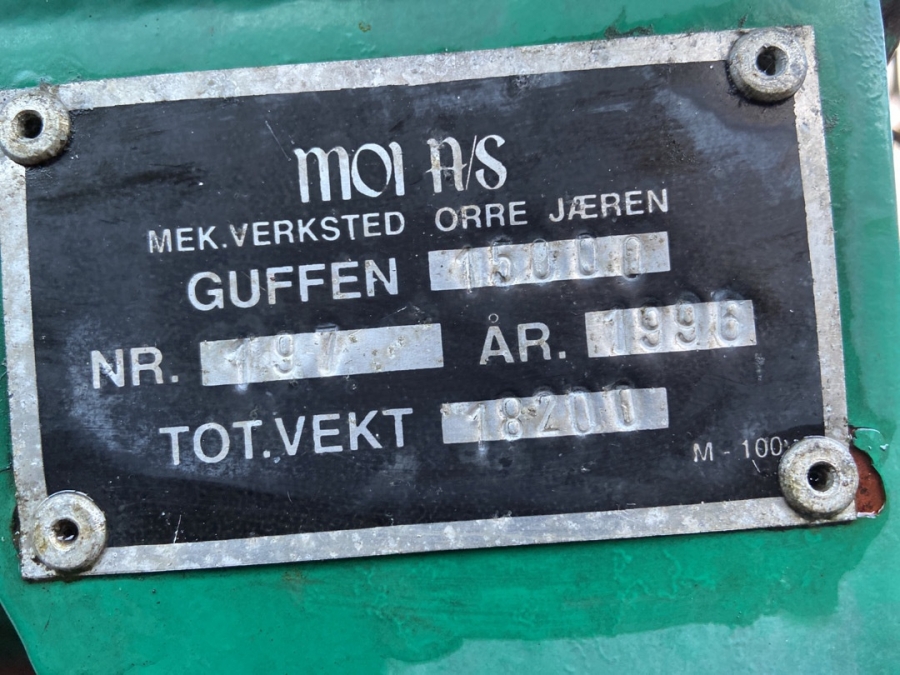 MOI A/S
MEK.VERKSTED ORRE JÆREN
GUFFEN 15000
NR. 197 ÅR. 1996
TOT.VEKT 18200
M - 100